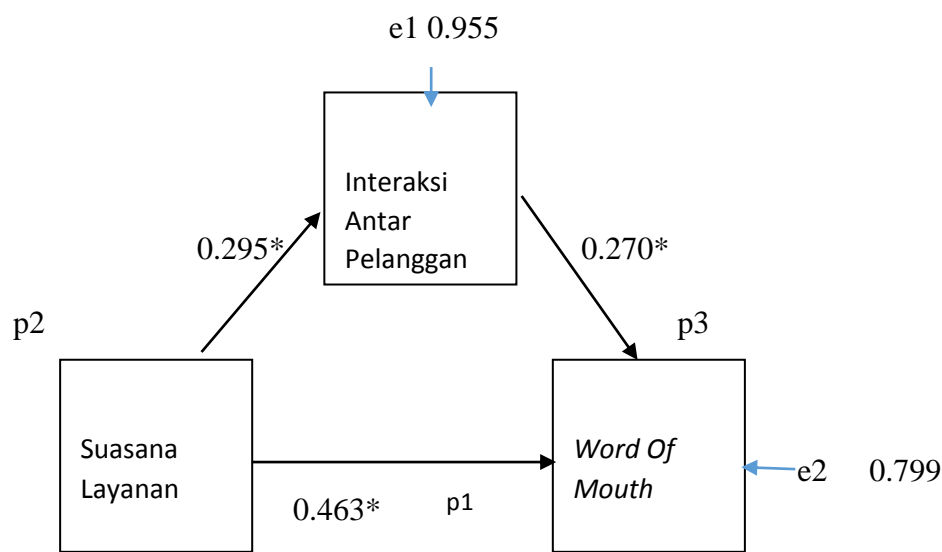 e1 0.955
Interaksi
Antar
Pelanggan
0.295*
0.270*
p2
p3
Suasana
Layanan
Word Of
Mouth
e2 0.799
0.463*
p1